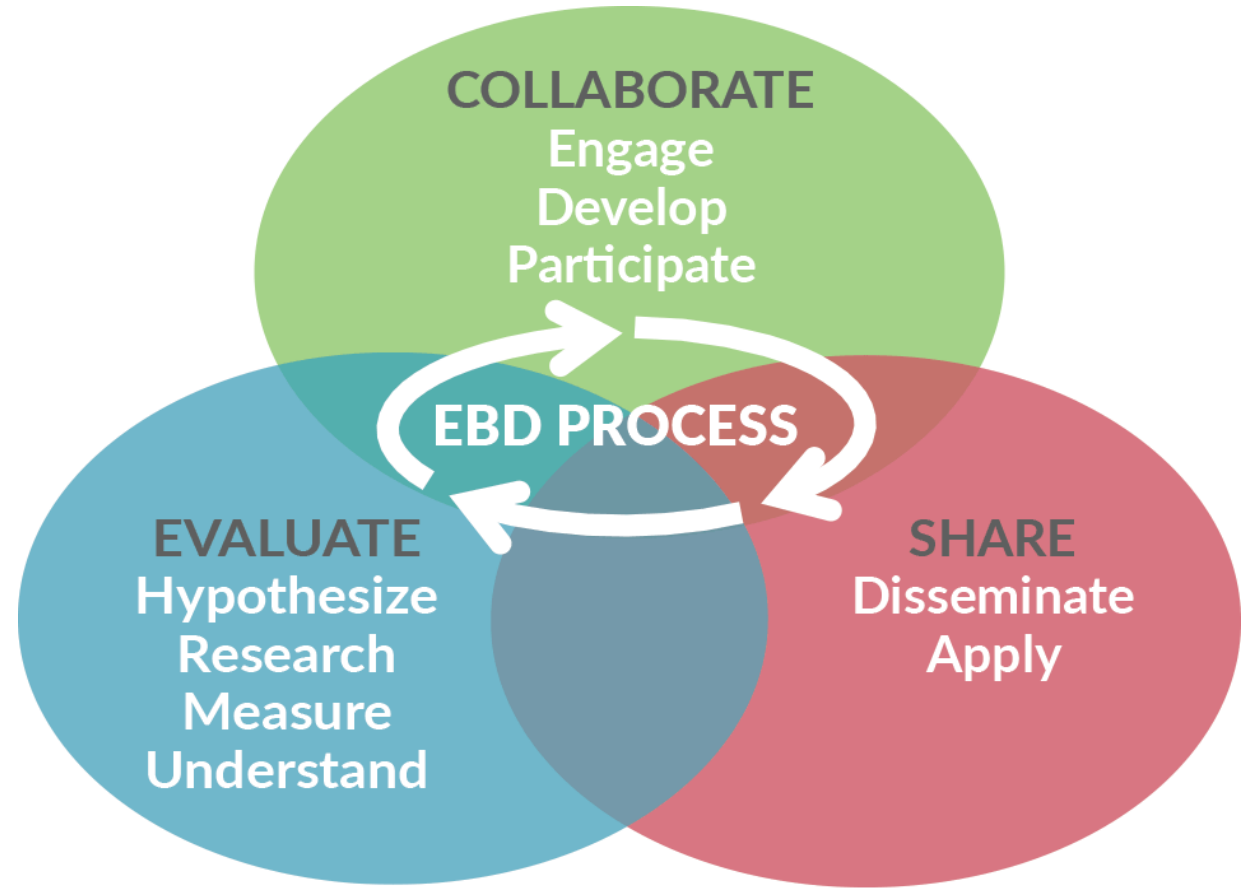 COLLABORATE
Engage
Develop
Participate
EBD PROCESS
EVALUATE
Hypothesize
Research
Measure
Understand
SHARE
Disseminate
Apply